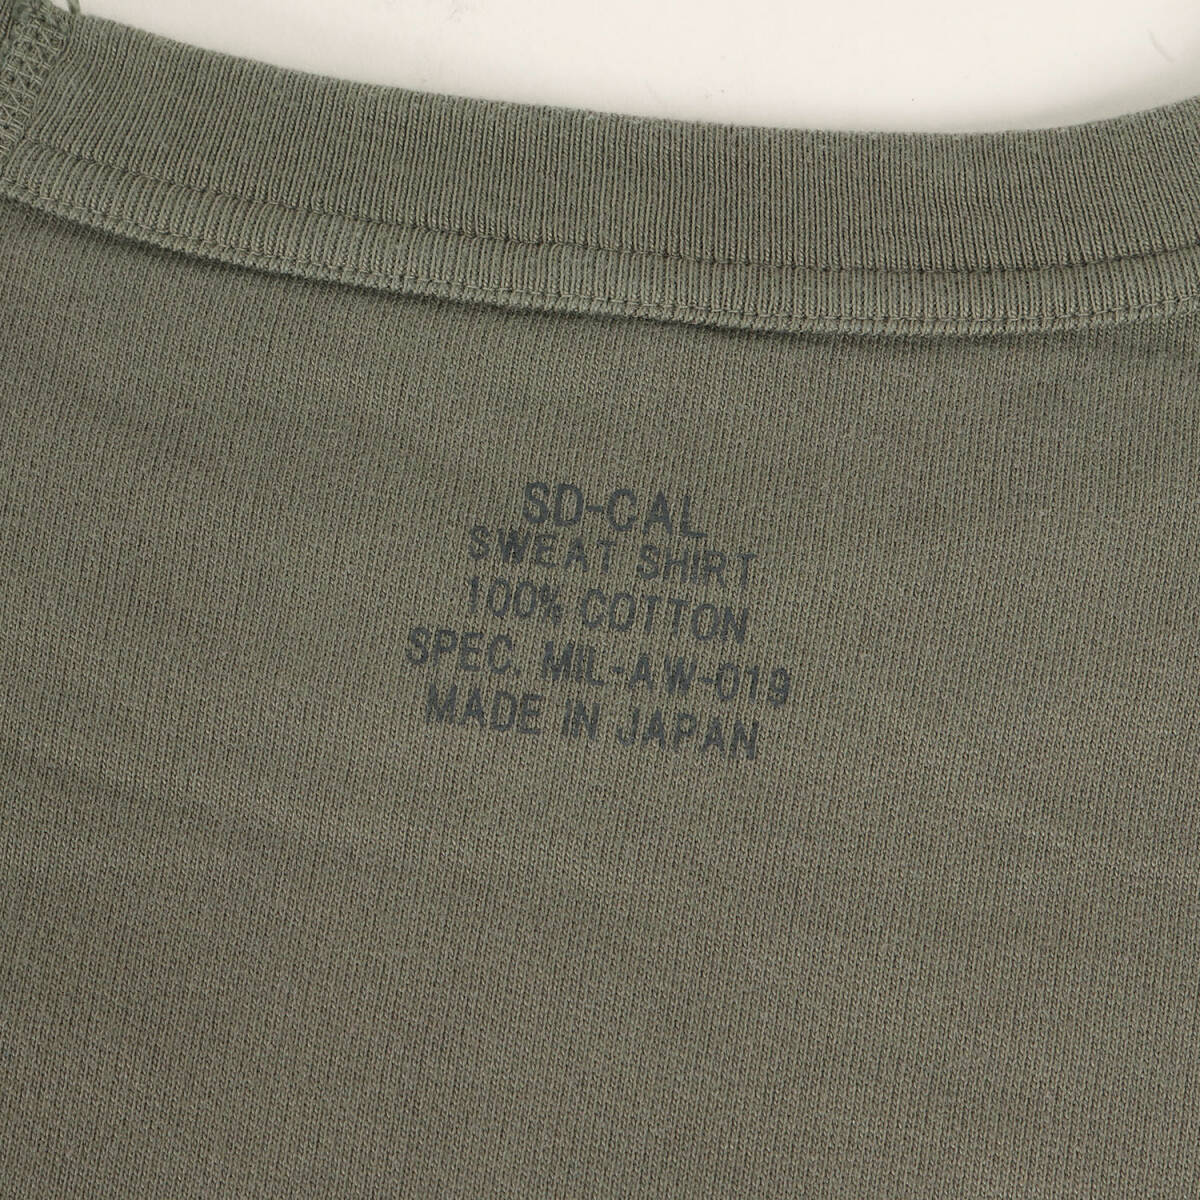 SD-CAL
SWEAT SHIRT
100% COTTON
SPEC. MIL-AW-019
MADE IN JAPAN